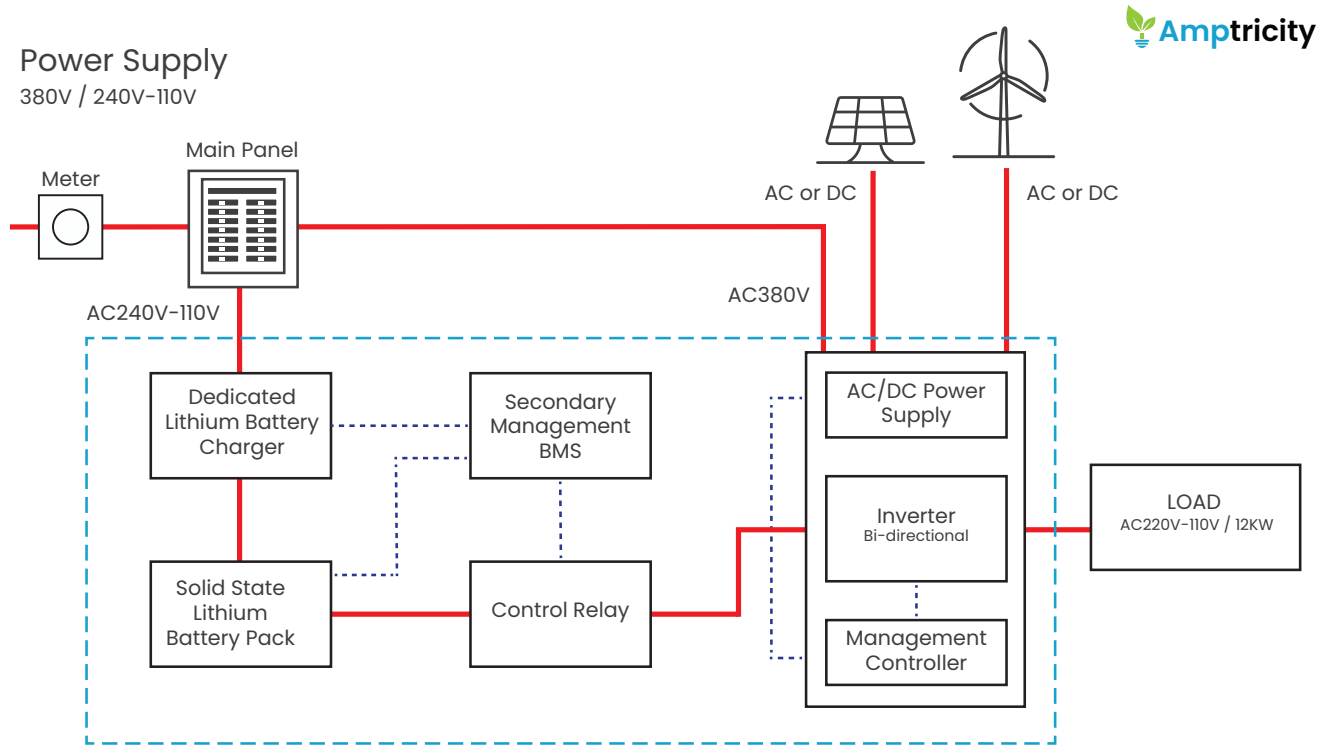 Amptricity
Power Supply
380V / 240V-110V
Main Panel
Meter
AC or DC
AC or DC
AC240V-110V
AC380V
Dedicated
Lithium Battery
Charger
Secondary
Management
BMS
AC/DC Power
Supply
Inverter
Bi-directional
LOAD
AC220V-110V / 12KW
Solid State
Lithium
Battery Pack
Control Relay
Management
Controller